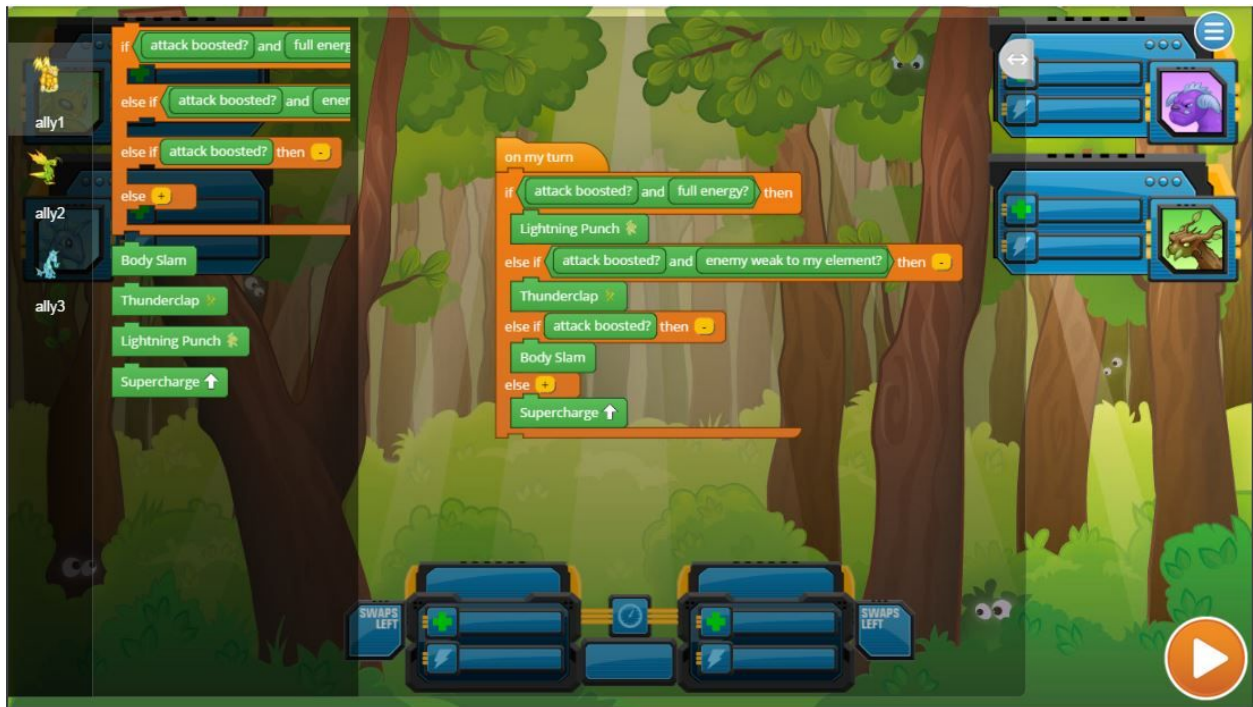 if attack boosted? and full energ
else if attack boosted? and ener
else if attack boosted? then -
else +
ally1
ally2
ally3
Body Slam
Thunderclap
Lightning Punch
Supercharge
on my turn
if attack boosted? and full energy? then
Lightning Punch
else if attack boosted? and enemy weak to my element? then -
Thunderclap
else if attack boosted? then -
Body Slam
else +
Supercharge
SWAPS
LEFT
SWAPS
LEFT